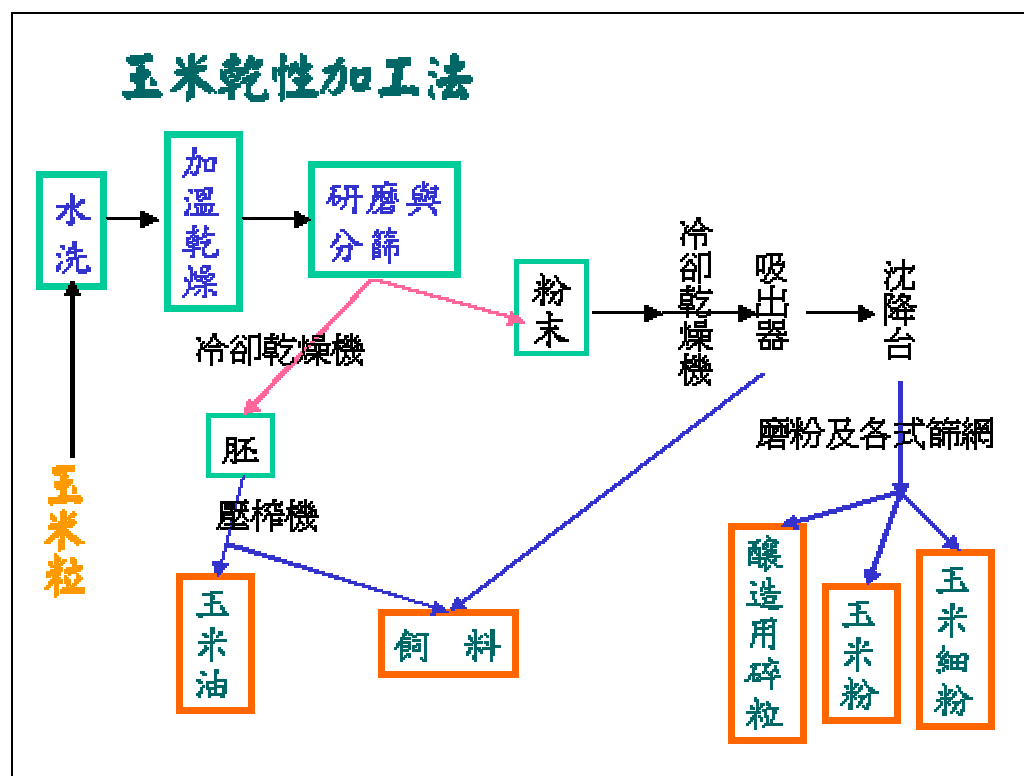 玉米乾性加工法
水洗
加溫乾燥
研磨與
分篩
粉末
冷卻乾燥機
吸出器
沈降台
冷卻乾燥機
胚
壓榨機
磨粉及各式篩網
玉米粒
玉米油
飼 料
釀造用碎粒
玉米粉
玉米細粉